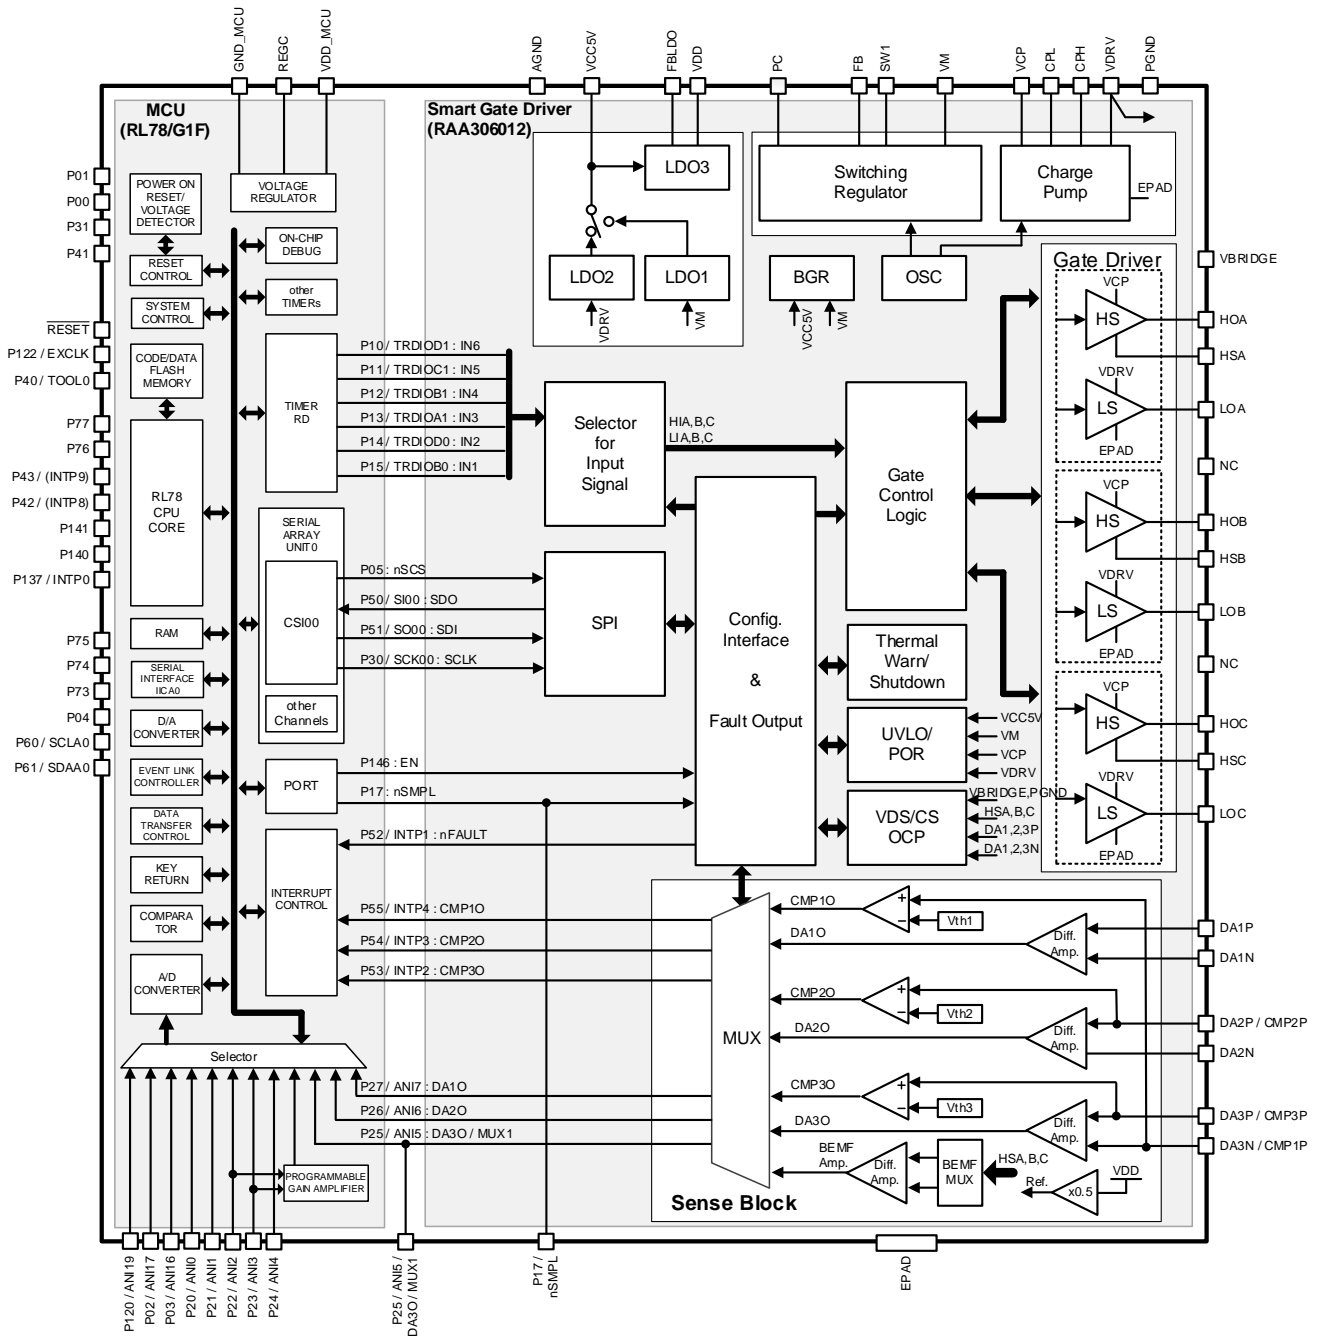 GND_MCU
REGC
VDD_MCU
AGND
VCC5V
FBLDO
VDD
PC
FB
SW1
VM
VCP
CPL
CPH
VDRV
PGND
MCU
(RL78/G1F)
Smart Gate Driver
(RAA306012)
P01
P00
P31
P41
RESET
P122 / EXCLK
P40 / TOOL0
P77
P76
P43 / (INTP9)
P42 / (INTP8)
P141
P140
P137 / INTP0
P75
P74
P73
P04
P60 / SCLA0
P61 / SDAA0
POWER ON
RESET/
VOLTAGE
DETECTOR
VOLTAGE
REGULATOR
RESET
CONTROL
SYSTEM
CONTROL
CODE/DATA
FLASH
MEMORY
RL78
CPU
CORE
RAM
SERIAL
INTERFACE
IICA0
D/A
CONVERTER
EVENT LINK
CONTROLLER
DATA
TRANSFER
CONTROL
KEY
RETURN
COMPARA
TOR
A/D
CONVERTER
ON-CHIP
DEBUG
other
TIMERs
TIMER
RD
SERIAL
ARRAY
UNIT0
CSI00
other
Channels
PORT
INTERRUPT
CONTROL
Selector
PROGRAMMABLE
GAIN AMPLIFIER
P10 / TRDIOD1 : IN6
P11 / TRDIOC1 : IN5
P12 / TRDIOB1 : IN4
P13 / TRDIOA1 : IN3
P14 / TRDIOD0 : IN2
P15 / TRDIOB0 : IN1
P05 : nSCS
P50 / SI00 : SDO
P51 / SO00 : SDI
P30 / SCK00 : SCLK
P146 : EN
P17 : nSMPL
P52 / INTP1 : nFAULT
P55 / INTP4 : CMP1O
P54 / INTP3 : CMP2O
P53 / INTP2 : CMP3O
P27 / ANI7 : DA1O
P26 / ANI6 : DA2O
P25 / ANI5 : DA3O / MUX1
LDO3
LDO2
LDO1
VDRV
VM
Switching
Regulator
Charge
Pump
EPAD
BGR
VCC5V
VM
OSC
Selector
for
Input
Signal
HIA,B,C
LIA,B,C
SPI
Config.
Interface
&
Fault Output
Gate
Control
Logic
Thermal
Warn/
Shutdown
UVLO/
POR
VCC5V
VM
VCP
VDRV
VDS/CS
OCP
VBRIDGE,PGND
HSA,B,C
DA1,2,3P
DA1,2,3N
Gate Driver
VCP
HS
VDRV
LS
EPAD
VCP
HS
VDRV
LS
EPAD
VCP
HS
VDRV
LS
EPAD
VBRIDGE
HOA
HSA
LOA
NC
HOB
HSB
LOB
NC
HOC
HSC
LOC
DA1P
DA1N
DA2P / CMP2P
DA2N
DA3P / CMP3P
DA3N / CMP1P
MUX
CMP1O
+
−
Vth1
DA1O
Diff.
Amp.
CMP2O
+
−
Vth2
DA2O
Diff.
Amp.
CMP3O
+
−
Vth3
DA3O
Diff.
Amp.
BEMF
Amp.
Diff.
Amp.
BEMF
MUX
HSA,B,C
Ref.
x0.5
VDD
Sense Block
P120 / ANI19
P02 / ANI17
P03 / ANI16
P20 / ANI0
P21 / ANI1
P22 / ANI2
P23 / ANI3
P24 / ANI4
P25 / ANI5 /
DA3O / MUX1
P17 /
nSMPL
EPAD